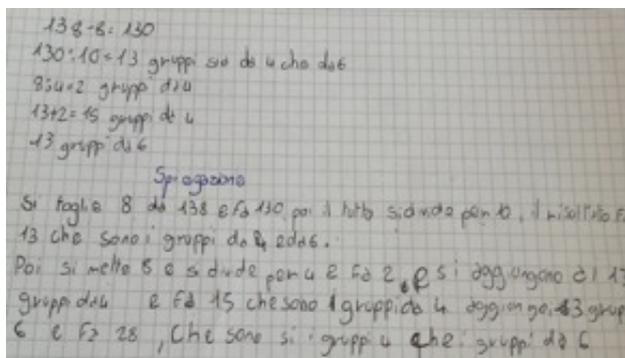 138-8= 130
130:10=13 gruppi sia da 4 che da 6
8:4=2 gruppi da 4
13+2=15 gruppi da 4
13 gruppi da 6
Spiegazione
Si toglie 8 da 138 e fa 130 poi il tutto si divide per 10, il risultato fa
13 che sono i gruppi da 4 e da 6.
Poi si mette 8 e si divide per 4 e fa 2, e si aggiungono ai 13
gruppi da 4 e fa 15 che sono i gruppi da 4 aggiungo i 13 grup
6 e fa 28, che sono si i gruppi 4 che i gruppi da 6